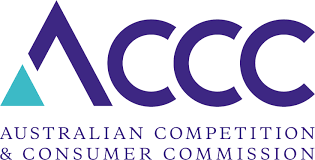 ACCC
AUSTRALIAN COMPETITION
& CONSUMER COMMISSION